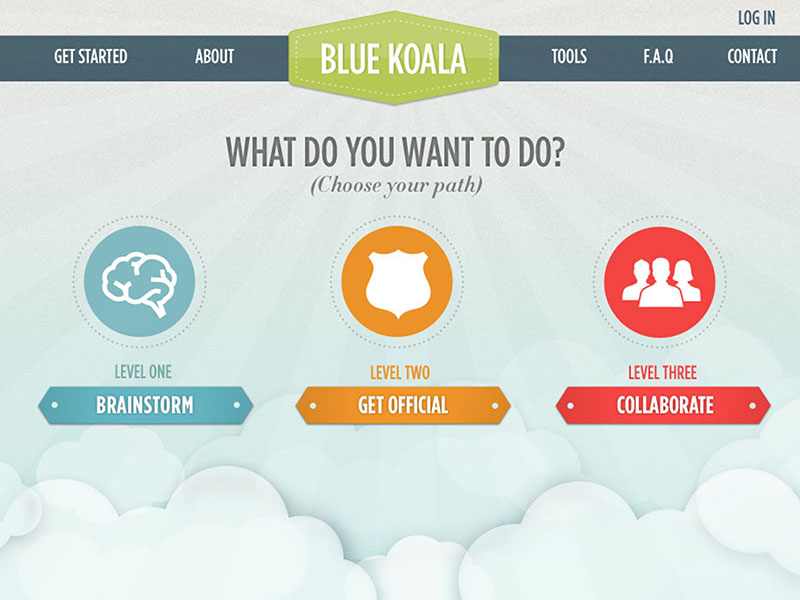 LOG IN
GET STARTED
ABOUT
BLUE KOALA
TOOLS
F.A.Q
CONTACT
WHAT DO YOU WANT TO DO?
(Choose your path)
LEVEL ONE
BRAINSTORM
LEVEL TWO
GET OFFICIAL
LEVEL THREE
COLLABORATE